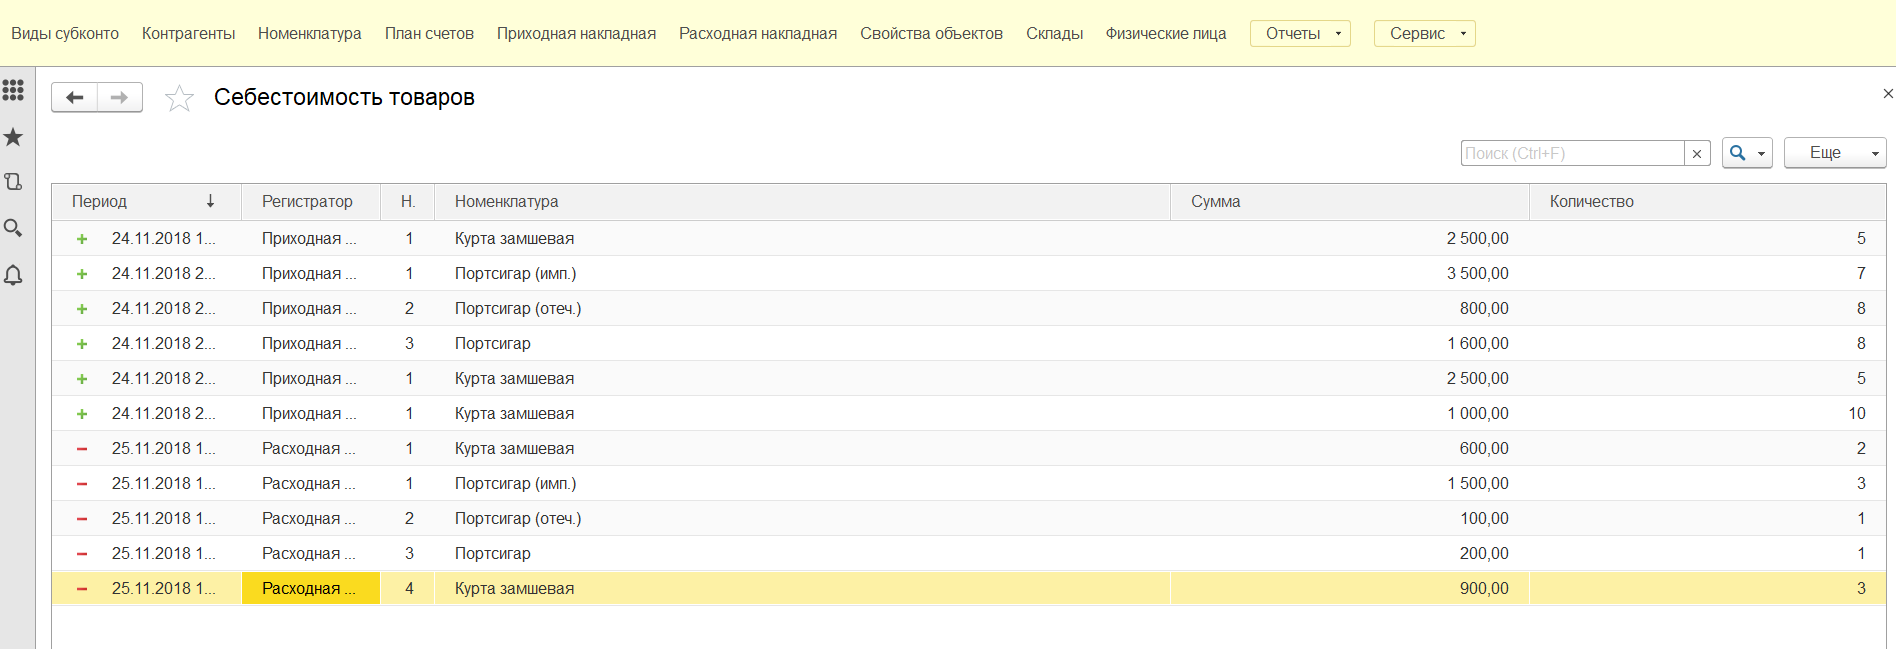 Виды субконто Контрагенты Номенклатура План счетов Приходная накладная Расходная накладная Свойства объектов Склады Физические лица Отчеты Сервис
Себестоимость товаров
Поиск (Ctrl+F) Еще
Период Регистратор Н. Номенклатура Сумма Количество
24.11.2018 1... Приходная ... 1 Курта замшевая 2 500,00 5
24.11.2018 2... Приходная ... 1 Портсигар (имп.) 3 500,00 7
24.11.2018 2... Приходная ... 2 Портсигар (отеч.) 800,00 8
24.11.2018 2... Приходная ... 3 Портсигар 1 600,00 8
24.11.2018 2... Приходная ... 1 Курта замшевая 2 500,00 5
24.11.2018 2... Приходная ... 1 Курта замшевая 1 000,00 10
25.11.2018 1... Расходная ... 1 Курта замшевая 600,00 2
25.11.2018 1... Расходная ... 1 Портсигар (имп.) 1 500,00 3
25.11.2018 1... Расходная ... 2 Портсигар (отеч.) 100,00 1
25.11.2018 1... Расходная ... 3 Портсигар 200,00 1
25.11.2018 1... Расходная ... 4 Курта замшевая 900,00 3